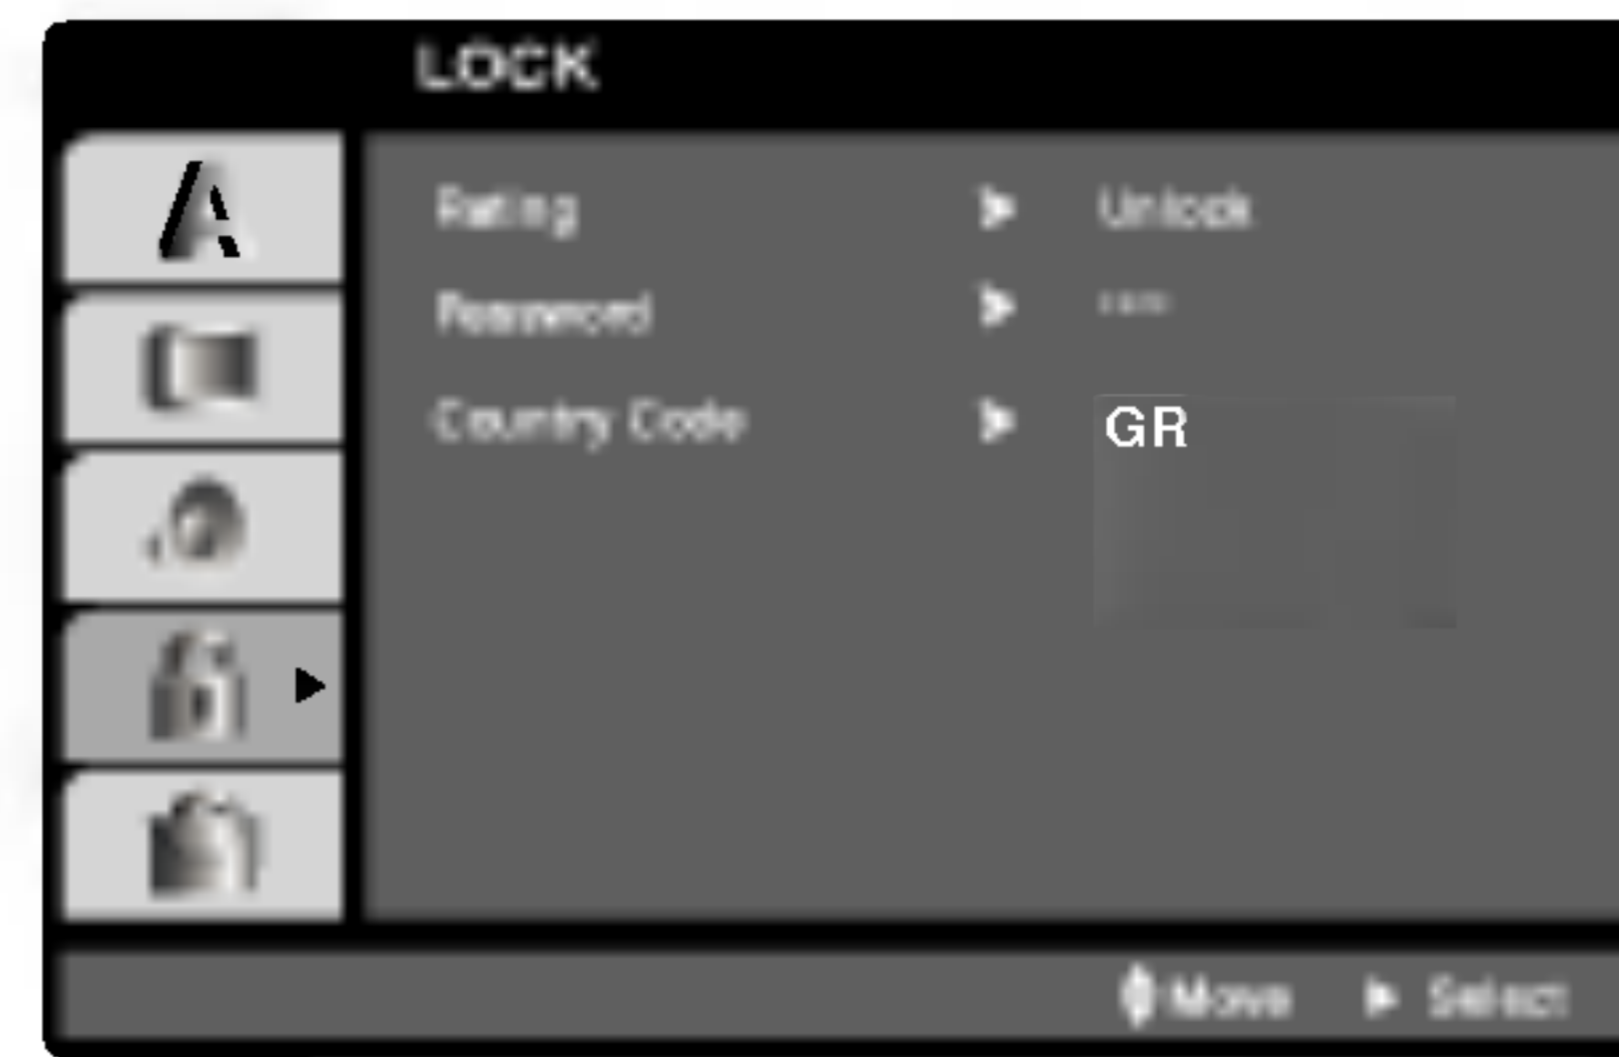 LOCK
A
Rating Unlock
Password ****
Country Code GR
Move Select